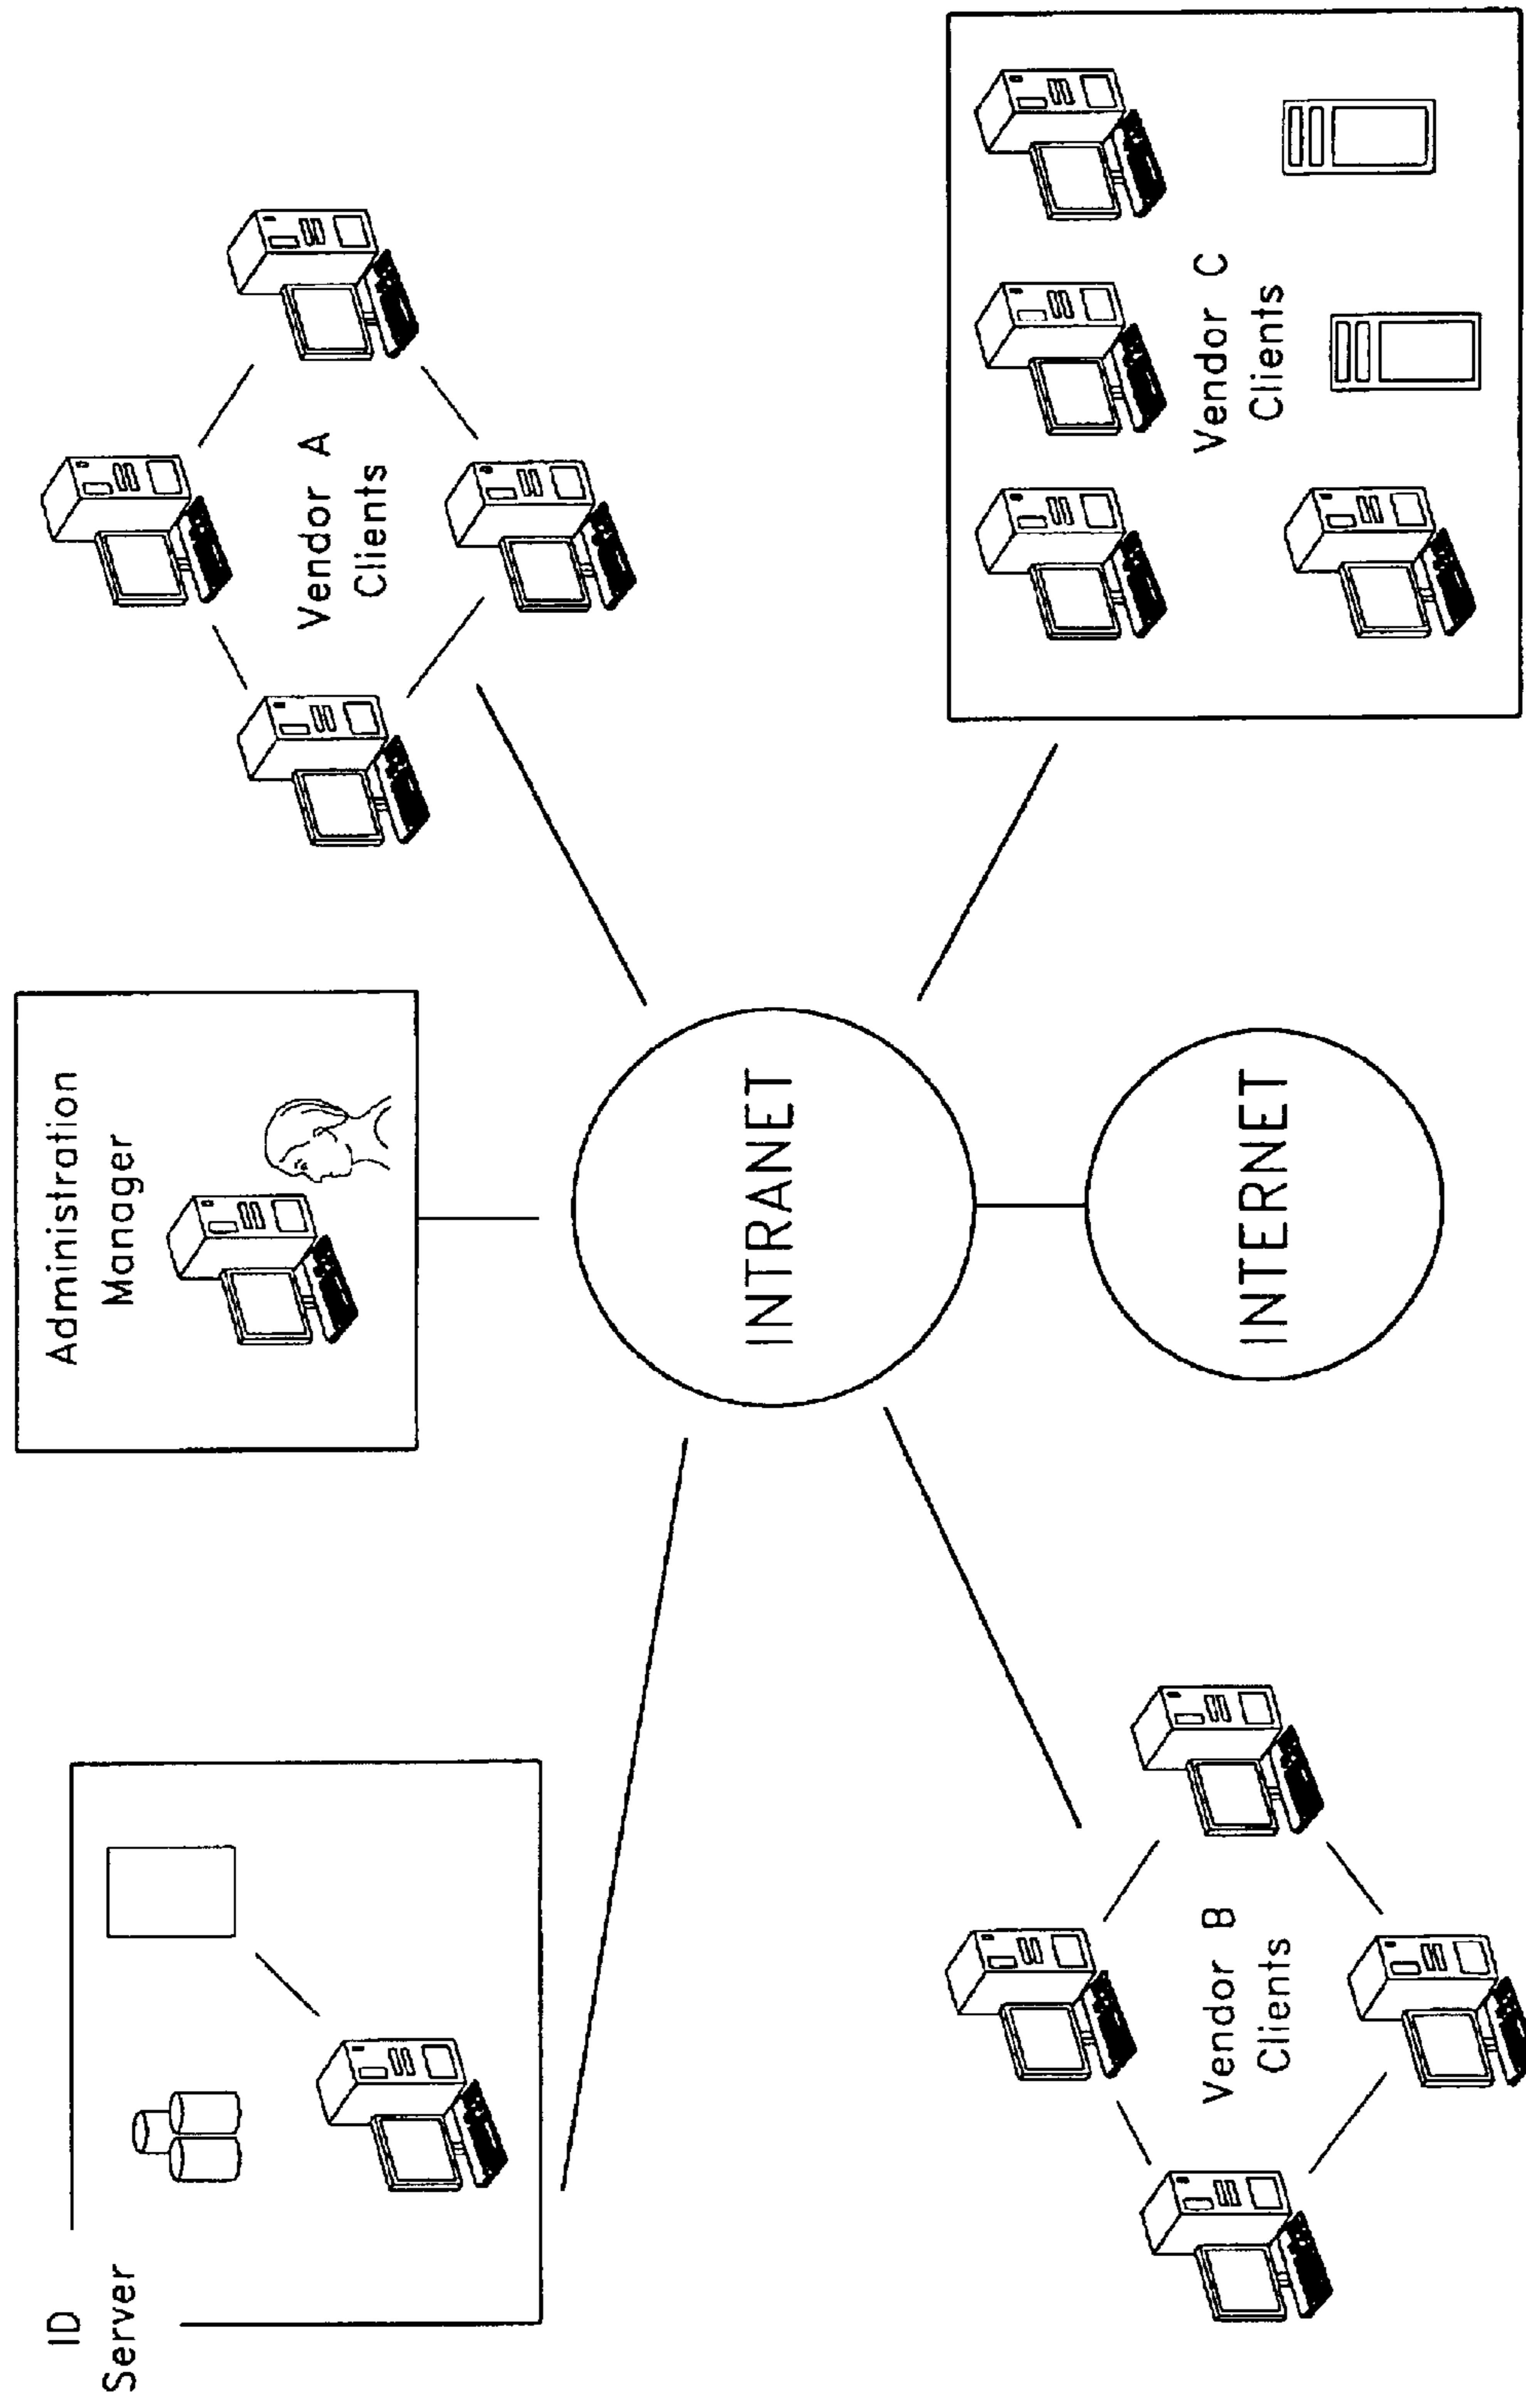 ID
Server
Administration
Manager
Vendor A
Clients
INTRANET
INTERNET
Vendor B
Clients
Vendor C
Clients